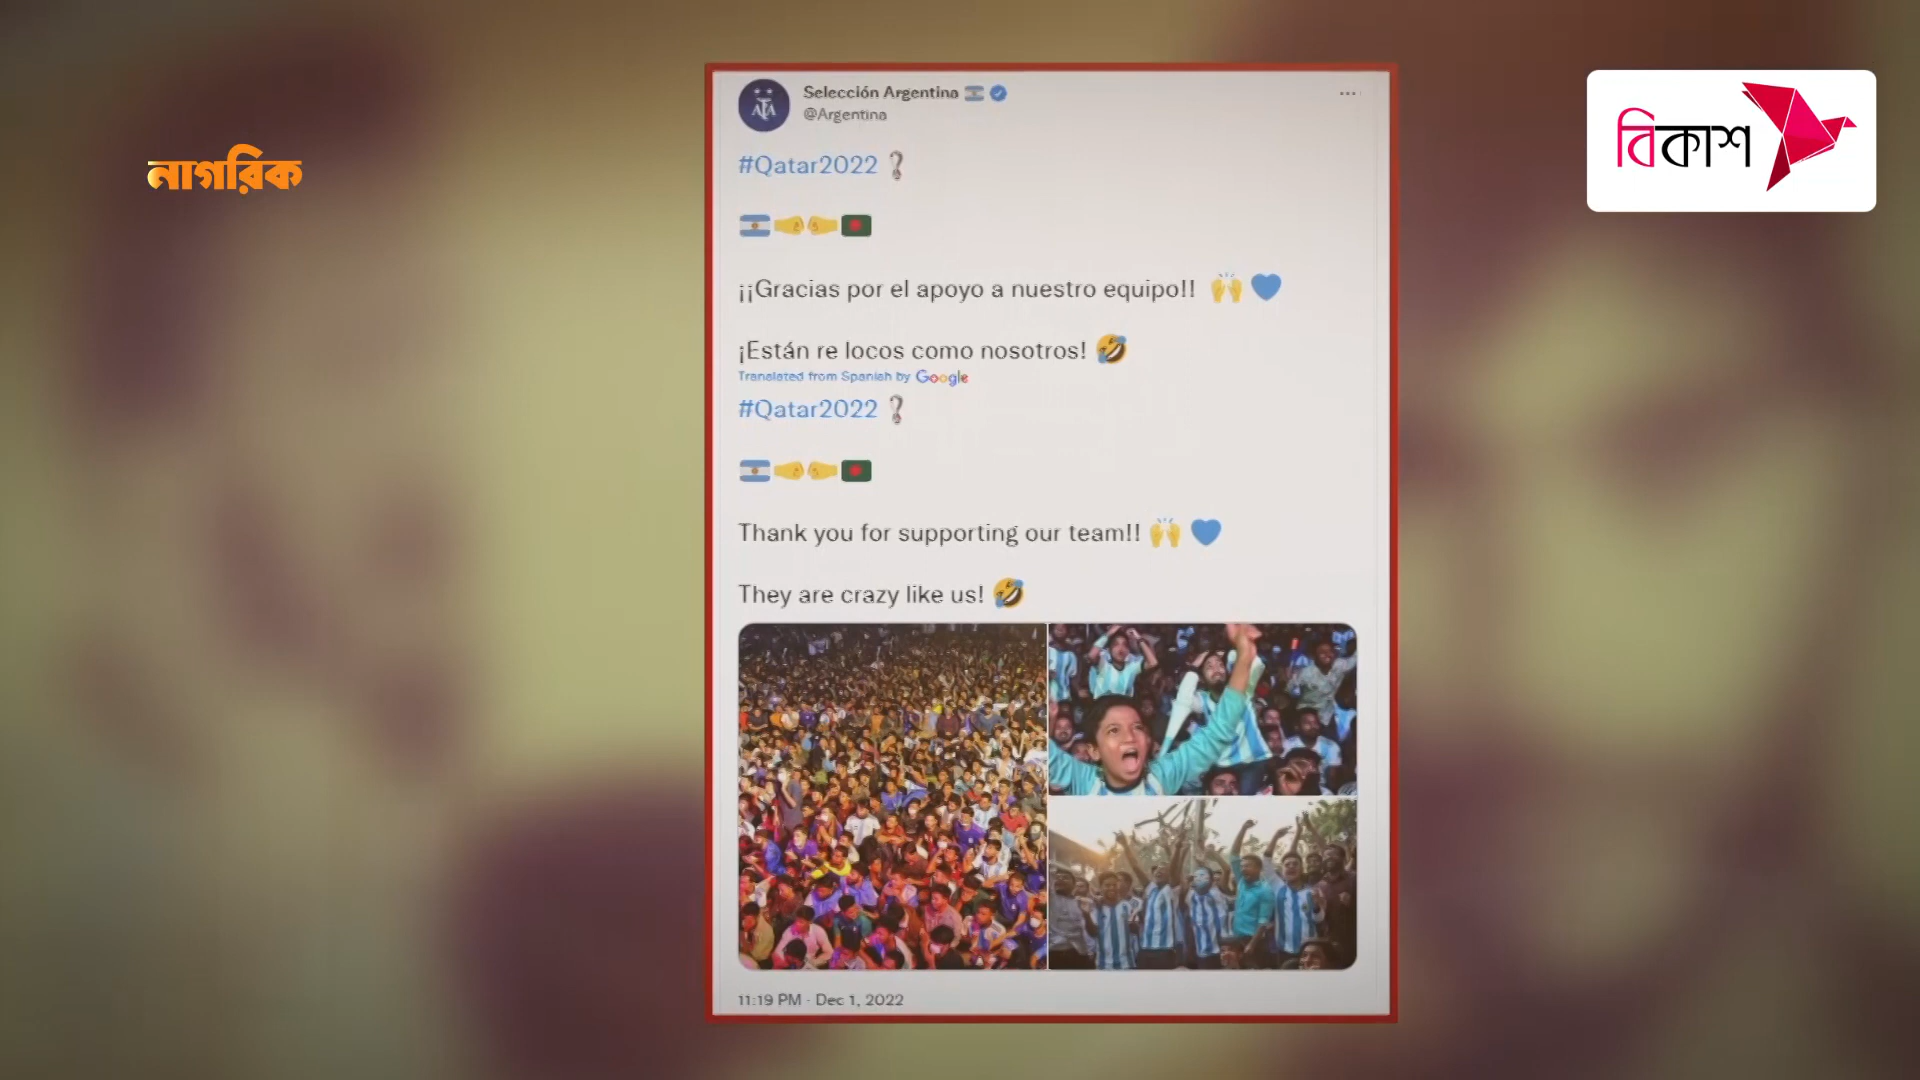 নাগরিক
বিকাশ
Selección Argentina
@Argentina
#Qatar2022
¡¡Gracias por el apoyo a nuestro equipo!!
¡Están re locos como nosotros!
Translated from Spanish by Google
#Qatar2022
Thank you for supporting our team!!
They are crazy like us!
11:19 PM · Dec 1, 2022